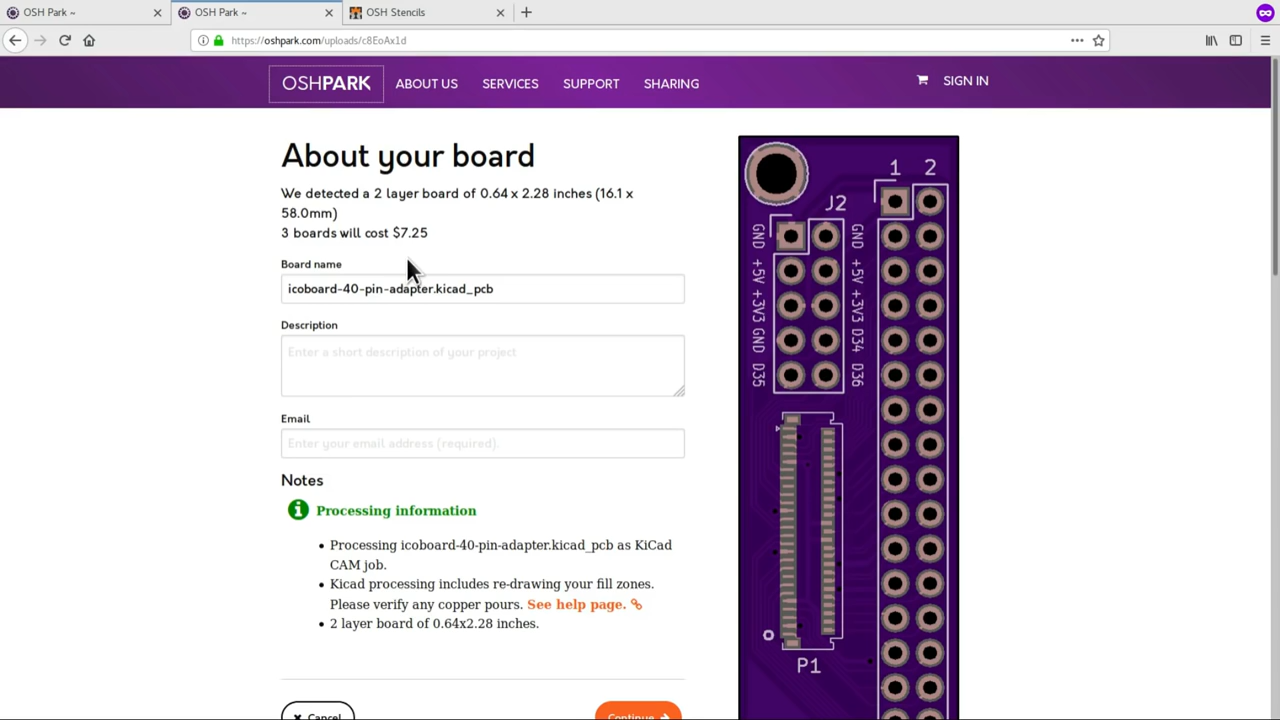 OSH Park ~
OSH Park ~
OSH Stencils
https://oshpark.com/uploads/c8EoAx1d
OSHPARK
ABOUT US
SERVICES
SUPPORT
SHARING
SIGN IN
About your board
We detected a 2 layer board of 0.64 x 2.28 inches (16.1 x
58.0mm)
3 boards will cost $7.25
Board name
icoboard-40-pin-adapter.kicad_pcb
Description
Enter a short description of your project
Email
Enter your email address (required).
Notes
Processing information
• Processing icoboard-40-pin-adapter.kicad_pcb as KiCad
CAM job.
• Kicad processing includes re-drawing your fill zones.
Please verify any copper pours. See help page.
• 2 layer board of 0.64x2.28 inches.
Cancel
Continue
1 2
J2
GND +5V +3V3 GND D35
GND +5V +3V3 D34 D36
P1